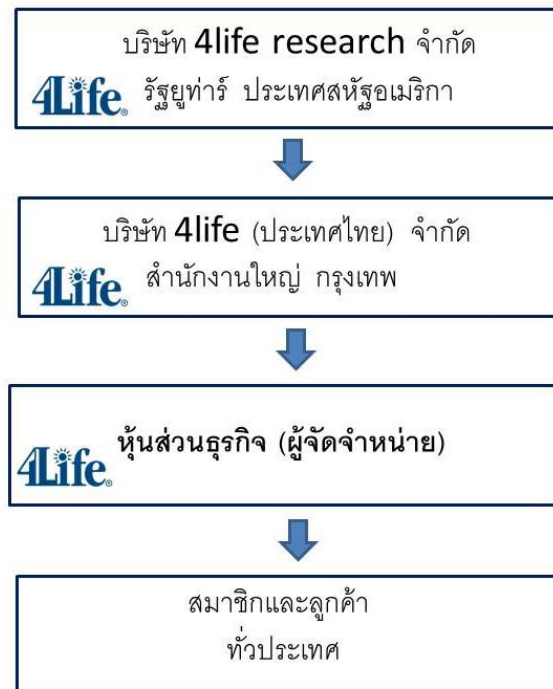 บริษัท 4life research จำกัด
4Life® รัฐยูท่าร์ ประเทศสหัฐอเมริกา
บริษัท 4life (ประเทศไทย) จำกัด
4Life® สำนักงานใหญ่ กรุงเทพ
หุ้นส่วนธุรกิจ (ผู้จัดจำหน่าย)
4Life®
สมาชิกและลูกค้า
ทั่วประเทศ